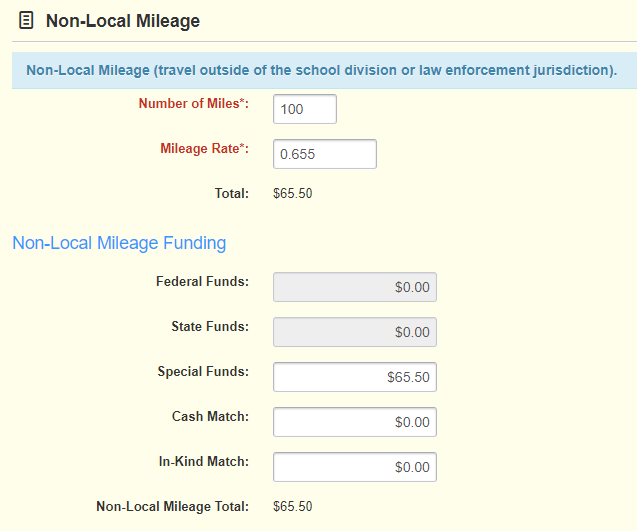 Non-Local Mileage
Non-Local Mileage (travel outside of the school division or law enforcement jurisdiction).
Number of Miles*: 100
Mileage Rate*: 0.655
Total: $65.50
Non-Local Mileage Funding
Federal Funds: $0.00
State Funds: $0.00
Special Funds: $65.50
Cash Match: $0.00
In-Kind Match: $0.00
Non-Local Mileage Total: $65.50